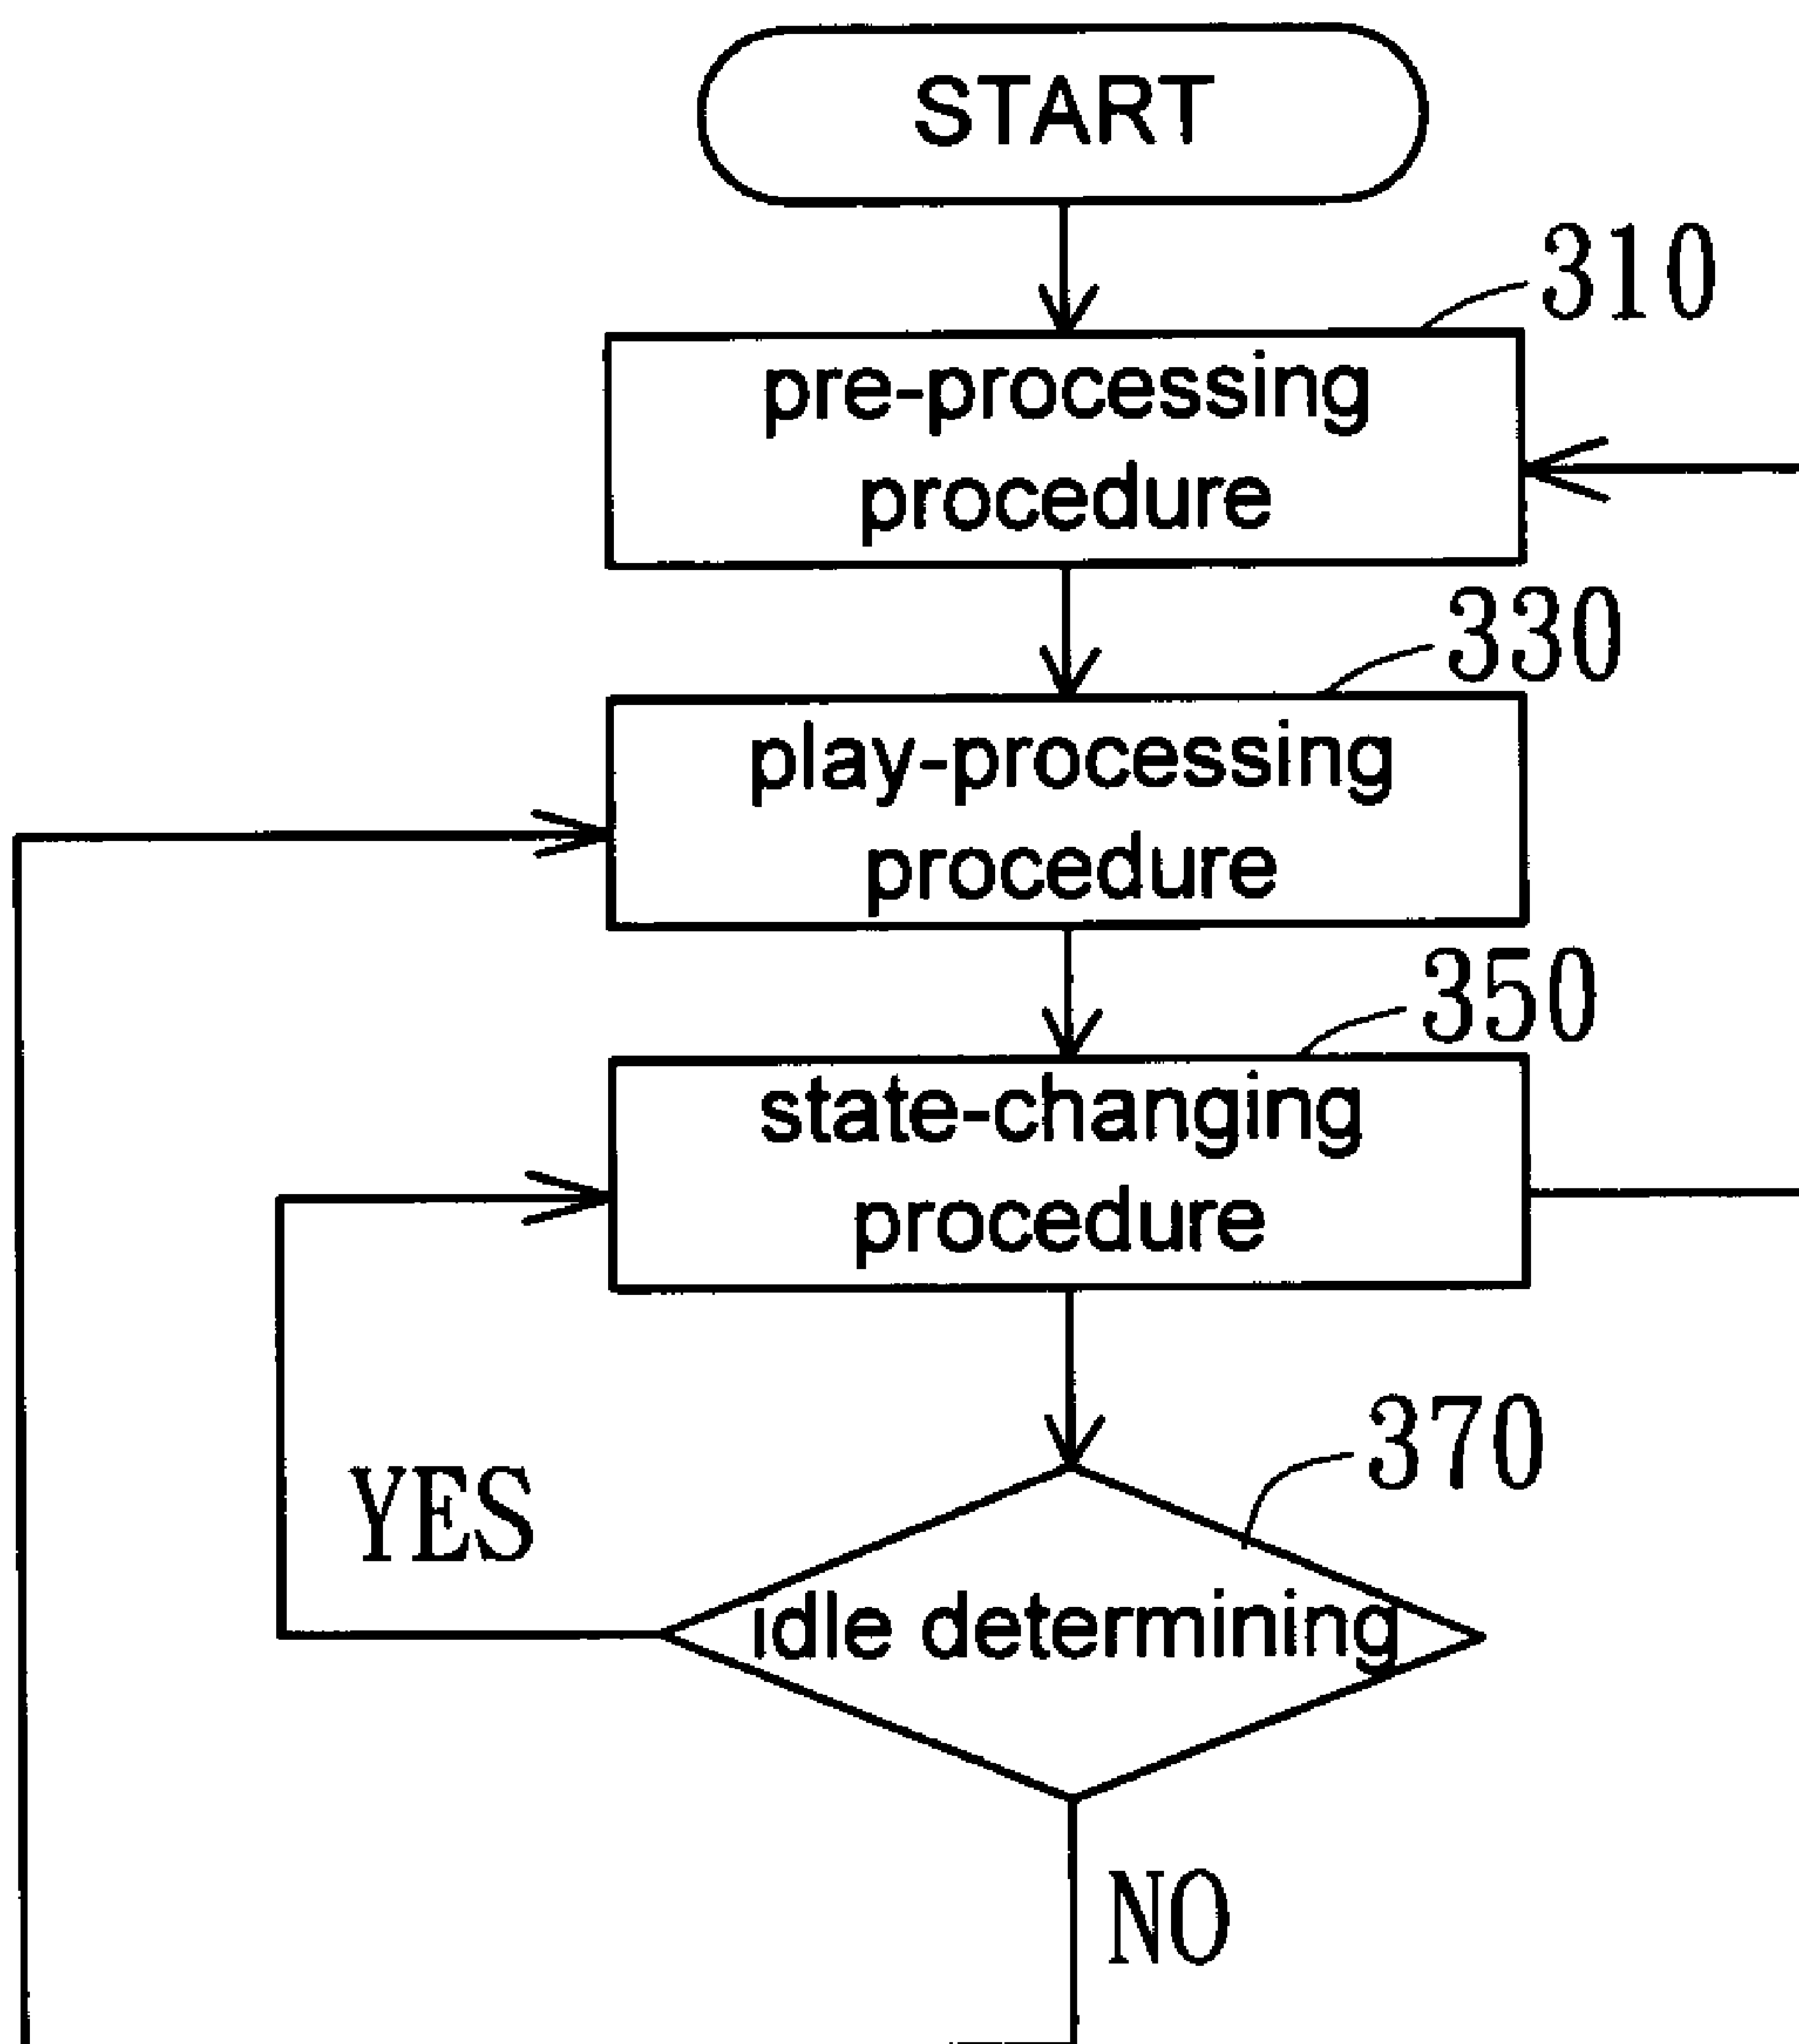 START
310
pre-processing
procedure
330
play-processing
procedure
350
state-changing
procedure
370
YES
idle determining
NO